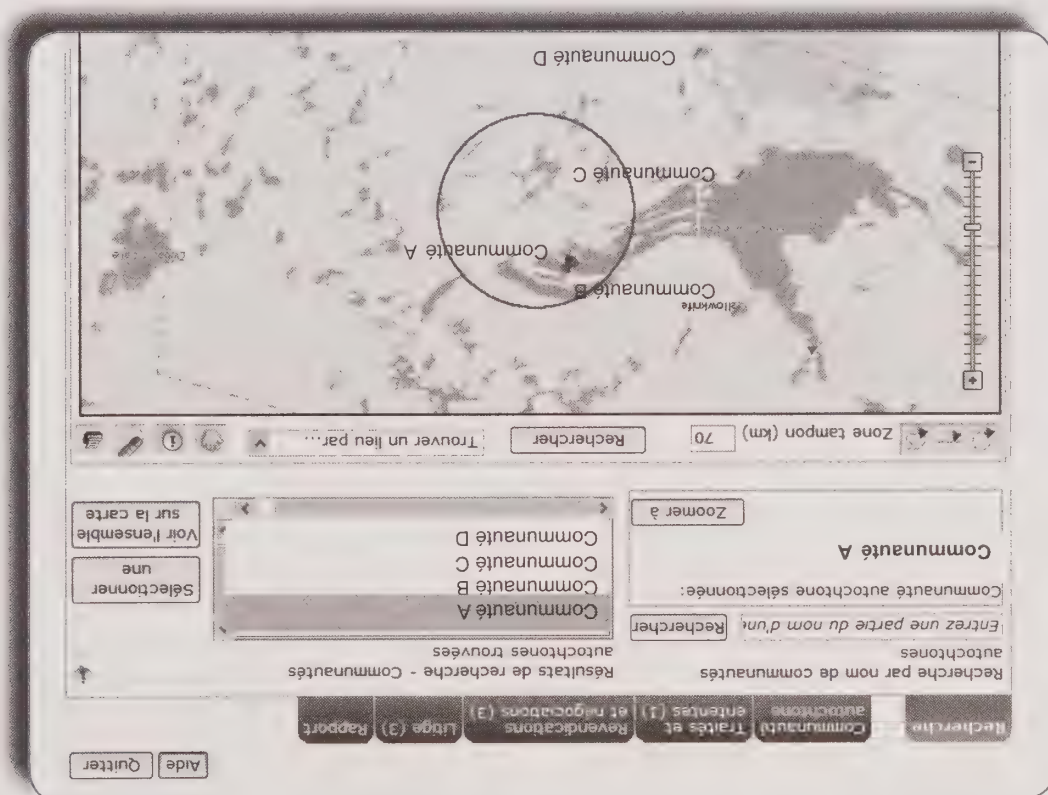 Aide Quitter
Recherche Communauté autochtone Traités et ententes (1) Revendications et négociations (3) Litige (3) Rapport
Recherche par nom de communautés
autochtones
Entrez une partie du nom d'une
Rechercher
Communauté autochtone sélectionnée:
Communauté A
Zoomer à
Résultats de recherche - Communautés
autochtones trouvées
Communauté A
Communauté B
Communauté C
Communauté D
Sélectionner
une
Voir l'ensemble
sur la carte
Zone tampon (km) 70 Rechercher Trouver un lieu par...
+
Communauté B
Communauté A
Communauté C
-
Communauté D